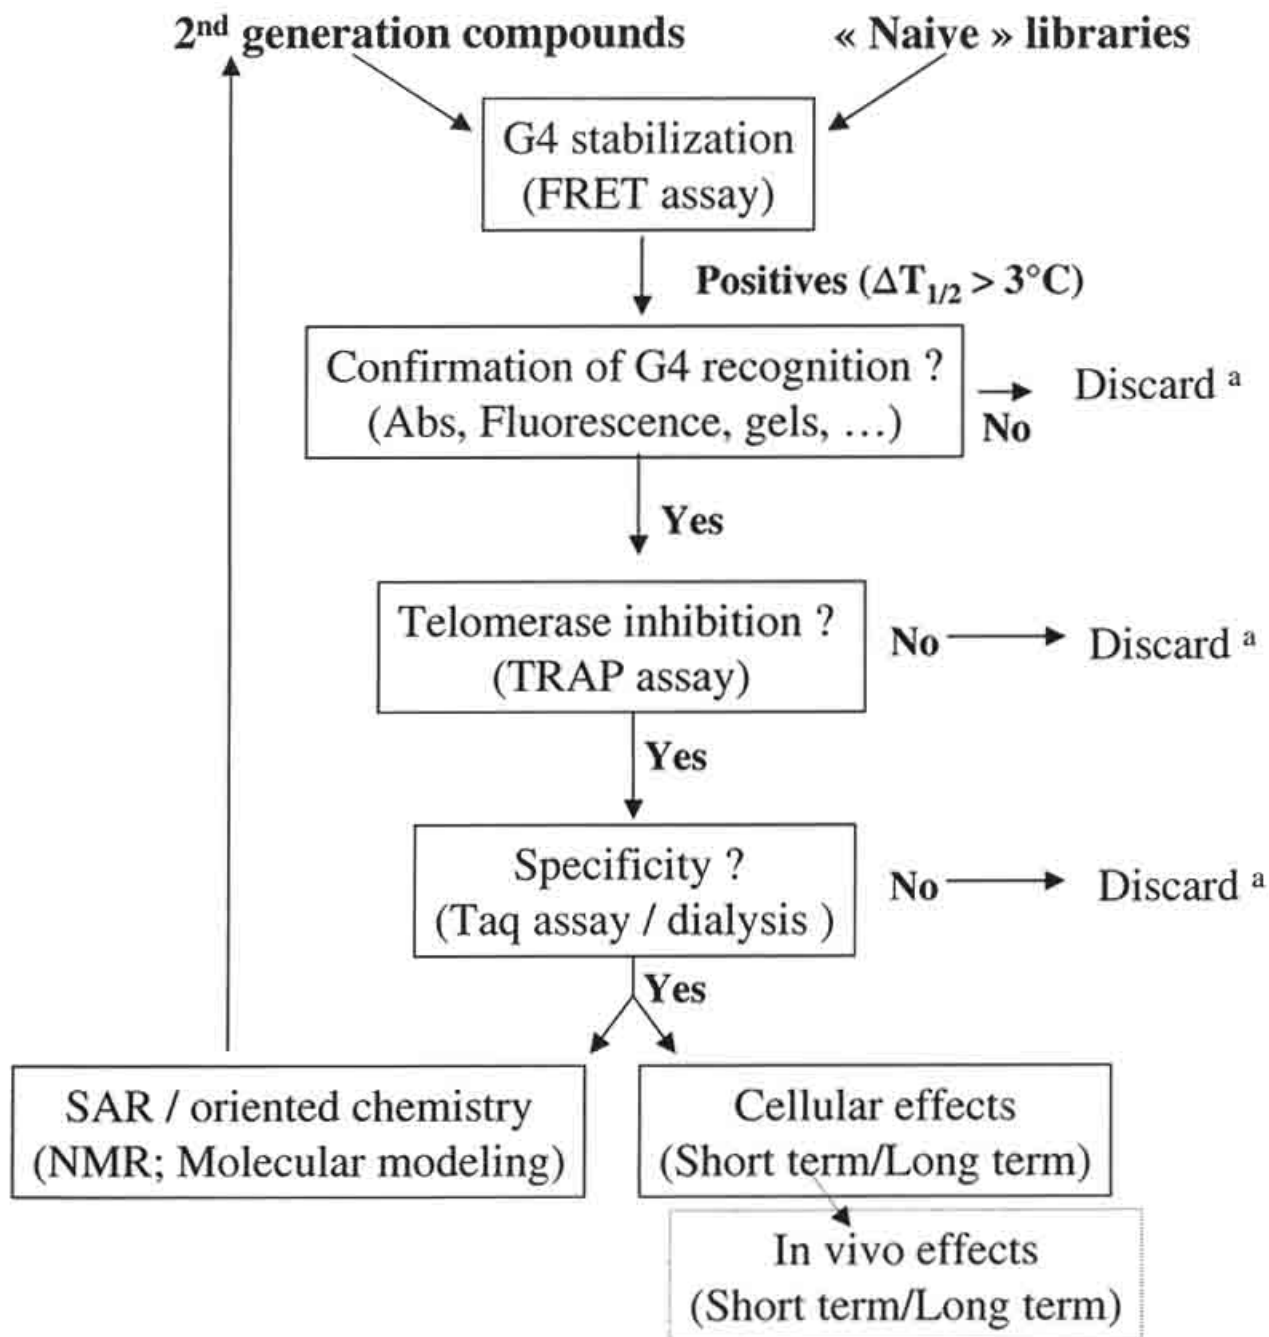 2nd generation compounds
« Naive » libraries
G4 stabilization
(FRET assay)
Positives (ΔT1/2 > 3°C)
Confirmation of G4 recognition ?
(Abs, Fluorescence, gels, …)
No
Discard a
Yes
Telomerase inhibition ?
(TRAP assay)
No
Discard a
Yes
Specificity ?
(Taq assay / dialysis )
No
Discard a
Yes
SAR / oriented chemistry
(NMR; Molecular modeling)
Cellular effects
(Short term/Long term)
In vivo effects
(Short term/Long term)